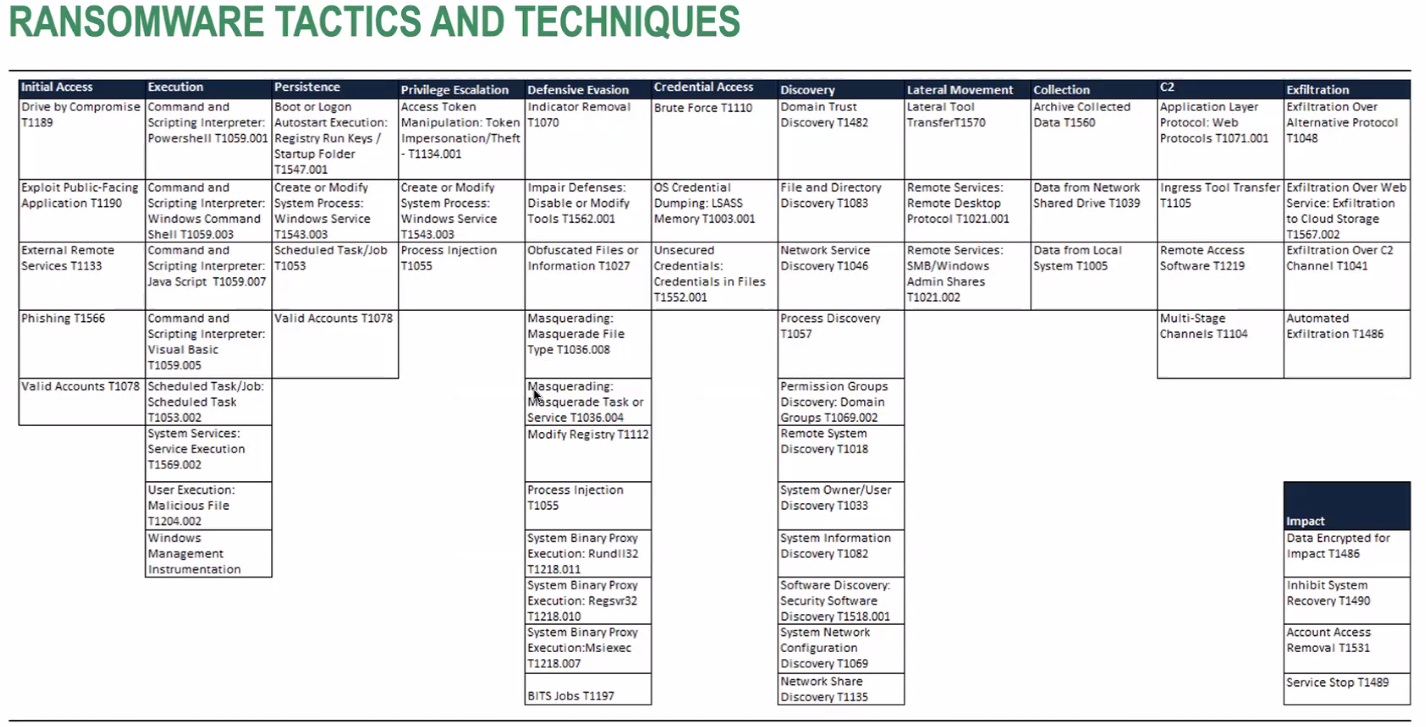 RANSOMWARE TACTICS AND TECHNIQUES
Initial Access
Execution
Persistence
Privilege Escalation
Defensive Evasion
Credential Access
Discovery
Lateral Movement
Collection
C2
Exfiltration
Drive by Compromise
T1189
Command and
Scripting Interpreter:
Powershell T1059.001
Boot or Logon
Autostart Execution:
Registry Run Keys /
Startup Folder
T1547.001
Access Token
Manipulation: Token
Impersonation/Theft
- T1134.001
Indicator Removal
T1070
Brute Force T1110
Domain Trust
Discovery T1482
Lateral Tool
TransferT1570
Archive Collected
Data T1560
Application Layer
Protocol: Web
Protocols T1071.001
Exfiltration Over
Alternative Protocol
T1048
Exploit Public-Facing
Application T1190
Command and
Scripting Interpreter:
Windows Command
Shell T1059.003
Create or Modify
System Process:
Windows Service
T1543.003
Create or Modify
System Process:
Windows Service
T1543.003
Impair Defenses:
Disable or Modify
Tools T1562.001
OS Credential
Dumping: LSASS
Memory T1003.001
File and Directory
Discovery T1083
Remote Services:
Remote Desktop
Protocol T1021.001
Data from Network
Shared Drive T1039
Ingress Tool Transfer
T1105
Exfiltration Over Web
Service: Exfiltration
to Cloud Storage
T1567.002
External Remote
Services T1133
Command and
Scripting Interpreter:
Java Script T1059.007
Scheduled Task/Job
T1053
Process Injection
T1055
Obfuscated Files or
Information T1027
Unsecured
Credentials:
Credentials in Files
T1552.001
Network Service
Discovery T1046
Remote Services:
SMB/Windows
Admin Shares
T1021.002
Data from Local
System T1005
Remote Access
Software T1219
Exfiltration Over C2
Channel T1041
Phishing T1566
Command and
Scripting Interpreter:
Visual Basic
T1059.005
Valid Accounts T1078
Masquerading:
Masquerade File
Type T1036.008
Process Discovery
T1057
Multi-Stage
Channels T1104
Automated
Exfiltration T1486
Valid Accounts T1078
Scheduled Task/Job:
Scheduled Task
T1053.002
Masquerading:
Masquerade Task or
Service T1036.004
Permission Groups
Discovery: Domain
Groups T1069.002
System Services:
Service Execution
T1569.002
Modify Registry T1112
Remote System
Discovery T1018
User Execution:
Malicious File
T1204.002
Process Injection
T1055
System Owner/User
Discovery T1033
Impact
Windows
Management
Instrumentation
System Binary Proxy
Execution: Rundll32
T1218.011
System Information
Discovery T1082
Data Encrypted for
Impact T1486
System Binary Proxy
Execution: Regsvr32
T1218.010
Software Discovery:
Security Software
Discovery T1518.001
Inhibit System
Recovery T1490
System Binary Proxy
Execution:Msiexec
T1218.007
System Network
Configuration
Discovery T1069
Account Access
Removal T1531
BITS Jobs T1197
Network Share
Discovery T1135
Service Stop T1489